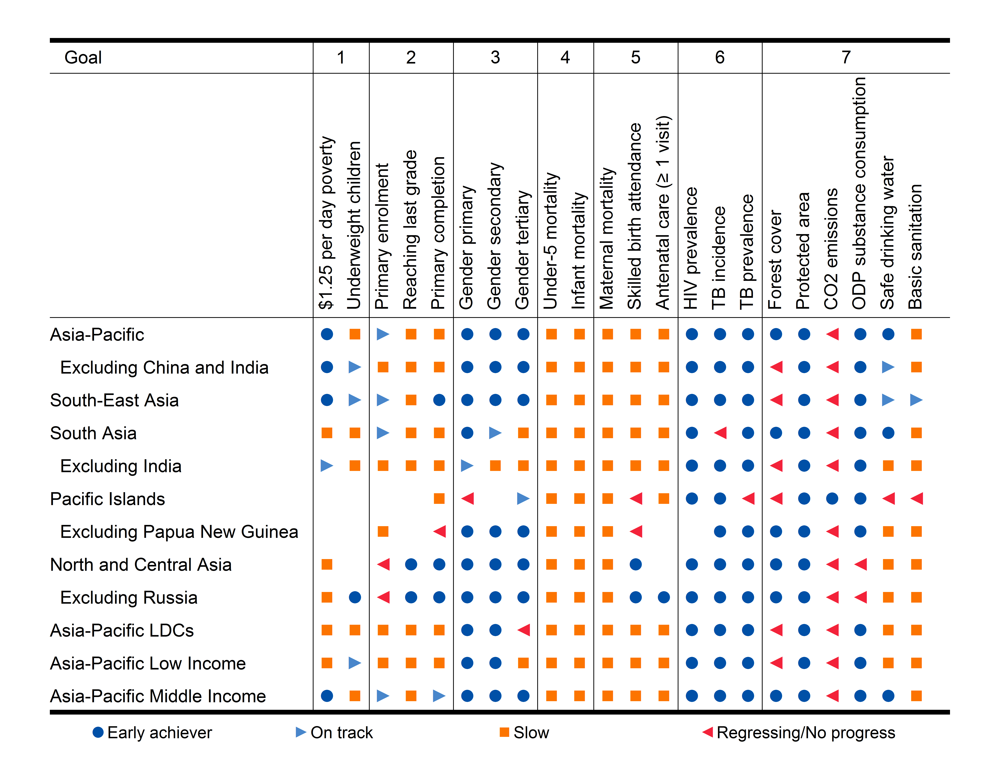 Goal 1 2 3 4 5 6 7
$1.25 per day poverty
Underweight children
Primary enrolment
Reaching last grade
Primary completion
Gender primary
Gender secondary
Gender tertiary
Under-5 mortality
Infant mortality
Maternal mortality
Skilled birth attendance
Antenatal care (≥ 1 visit)
HIV prevalence
TB incidence
TB prevalence
Forest cover
Protected area
CO2 emissions
ODP substance consumption
Safe drinking water
Basic sanitation
Asia-Pacific
Excluding China and India
South-East Asia
South Asia
Excluding India
Pacific Islands
Excluding Papua New Guinea
North and Central Asia
Excluding Russia
Asia-Pacific LDCs
Asia-Pacific Low Income
Asia-Pacific Middle Income
Early achiever On track Slow Regressing/No progress